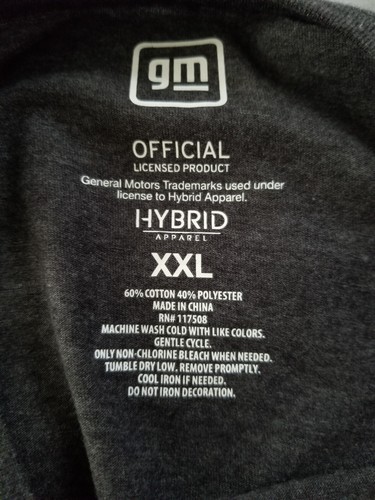 gm
OFFICIAL
LICENSED PRODUCT
General Motors Trademarks used under
license to Hybrid Apparel.
HYBRID
APPAREL
XXL
60% COTTON 40% POLYESTER
MADE IN CHINA
RN# 117508
MACHINE WASH COLD WITH LIKE COLORS.
GENTLE CYCLE.
ONLY NON-CHLORINE BLEACH WHEN NEEDED.
TUMBLE DRY LOW. REMOVE PROMPTLY.
COOL IRON IF NEEDED.
DO NOT IRON DECORATION.